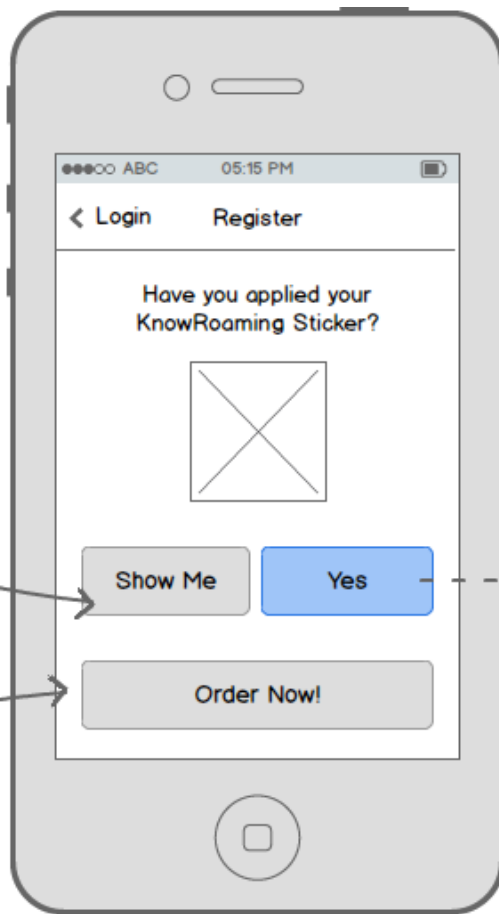 ABC 05:15 PM
Login Register
Have you applied your
KnowRoaming Sticker?
Show Me Yes
Order Now!